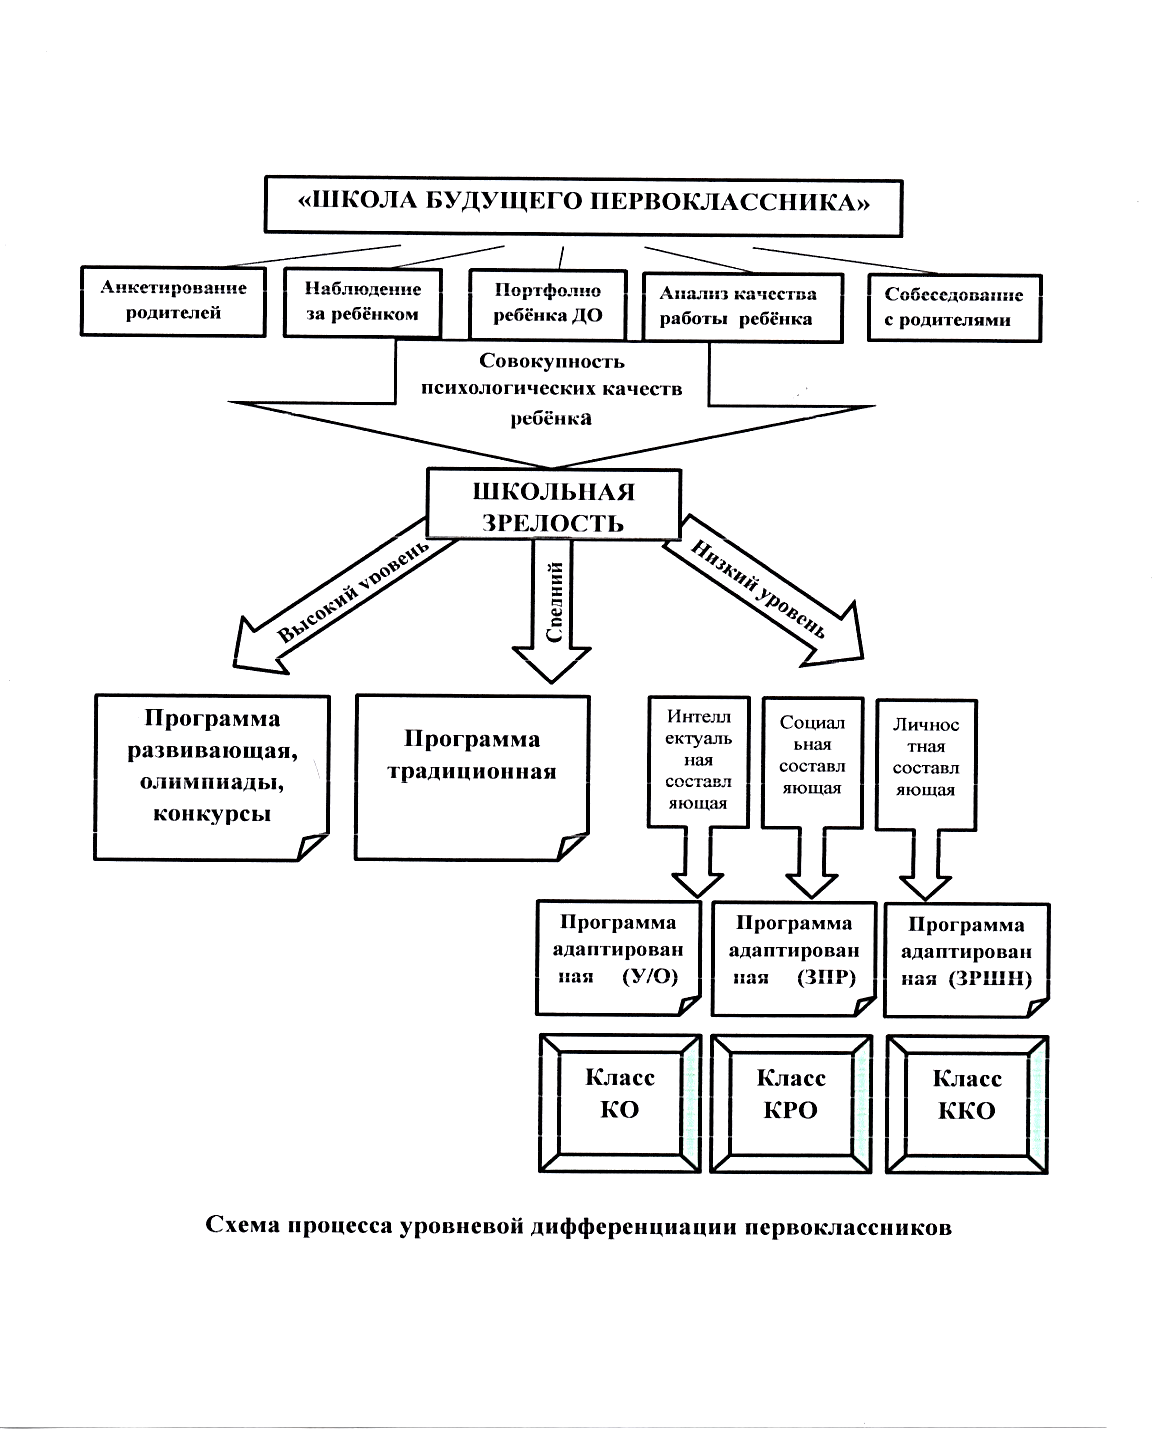 «ШКОЛА БУДУЩЕГО ПЕРВОКЛАССНИКА»
Анкетирование
родителей
Наблюдение
за ребёнком
Портфолио
ребёнка ДО
Анализ качества
работы ребёнка
Собеседование
с родителями
Совокупность
психологических качеств
ребёнка
ШКОЛЬНАЯ
ЗРЕЛОСТЬ
Высокий уровень
Средний
Низкий уровень
Программа
развивающая,
олимпиады,
конкурсы
Программа
традиционная
Интелл
ектуаль
ная
составл
яющая
Социал
ьная
составл
яющая
Личнос
тная
составл
яющая
Программа
адаптирован
ная (У/О)
Программа
адаптирован
ная (ЗПР)
Программа
адаптирован
ная (ЗРШН)
Класс
КО
Класс
КРО
Класс
ККО
Схема процесса уровневой дифференциации первоклассников